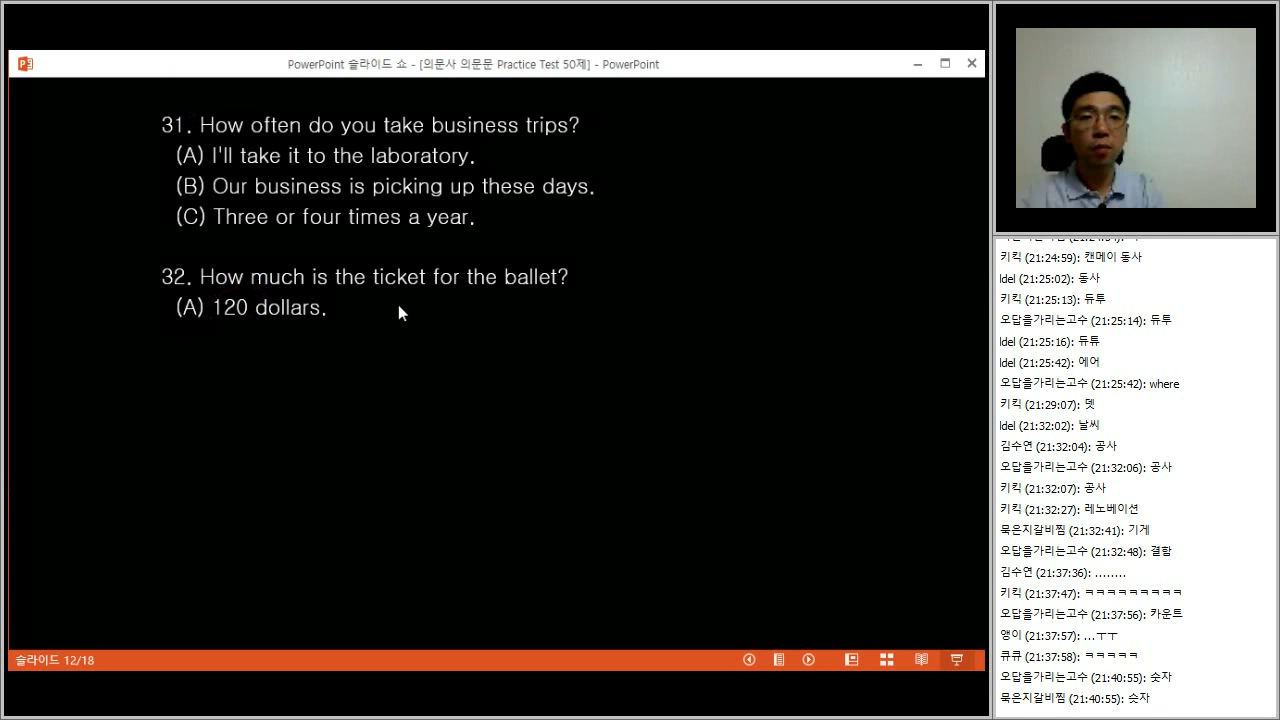 PowerPoint 슬라이드 쇼 - [의문사 의문문 Practice Test 50제] - PowerPoint
31. How often do you take business trips?
(A) I'll take it to the laboratory.
(B) Our business is picking up these days.
(C) Three or four times a year.
32. How much is the ticket for the ballet?
(A) 120 dollars.
슬라이드 12/18
키킥 (21:24:59): 캔메이 동사
ldel (21:25:02): 동사
키킥 (21:25:13): 듀투
오답을가리는고수 (21:25:14): 듀투
ldel (21:25:16): 듀튜
ldel (21:25:42): 에어
오답을가리는고수 (21:25:42): where
키킥 (21:29:07): 뎃
ldel (21:32:02): 날씨
김수연 (21:32:04): 공사
오답을가리는고수 (21:32:06): 공사
키킥 (21:32:07): 공사
키킥 (21:32:27): 레노베이션
묵은지갈비찜 (21:32:41): 기게
오답을가리는고수 (21:32:48): 결함
김수연 (21:37:36): ........
키킥 (21:37:47): ㅋㅋㅋㅋㅋㅋㅋㅋㅋ
오답을가리는고수 (21:37:56): 카운트
앵이 (21:37:57): ...ㅜㅜ
큐큐 (21:37:58): ㅋㅋㅋㅋㅋ
오답을가리는고수 (21:40:55): 숫자
묵은지갈비찜 (21:40:55): 숫자